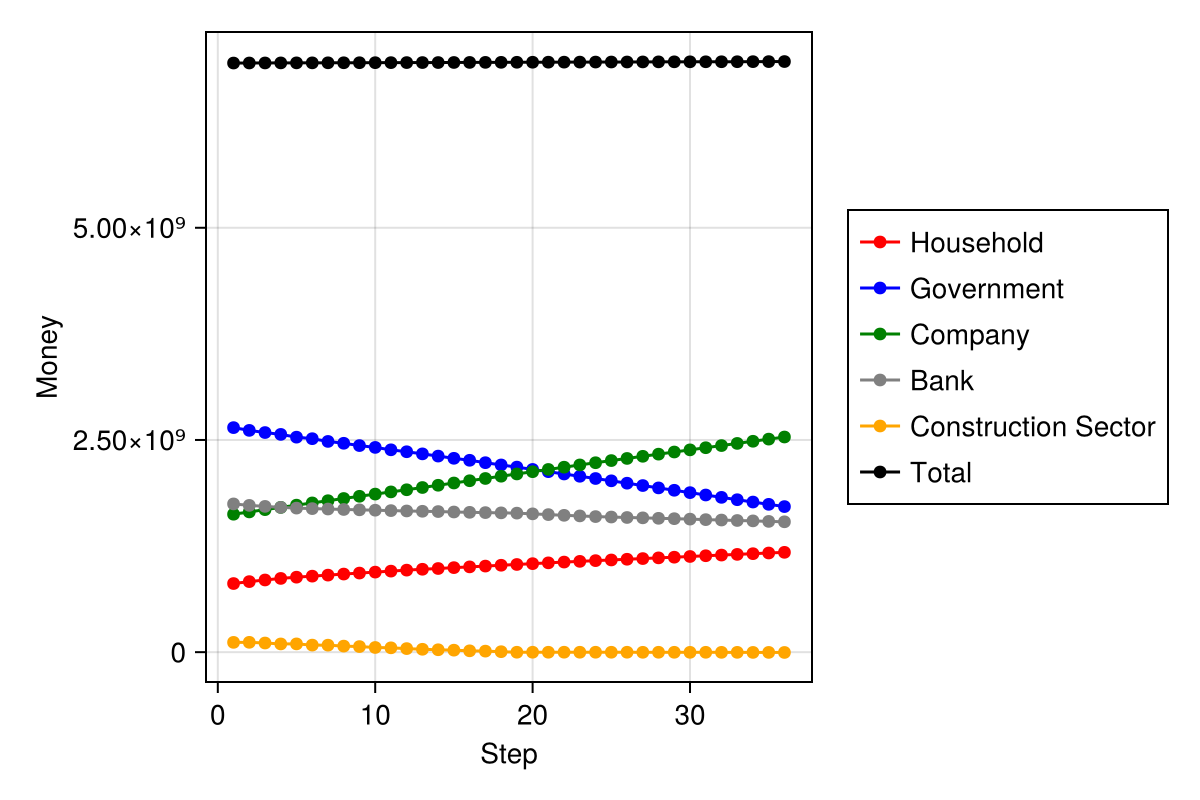 Money
5.00×10⁹
2.50×10⁹
0
0 10 20 30
Step
Household
Government
Company
Bank
Construction Sector
Total